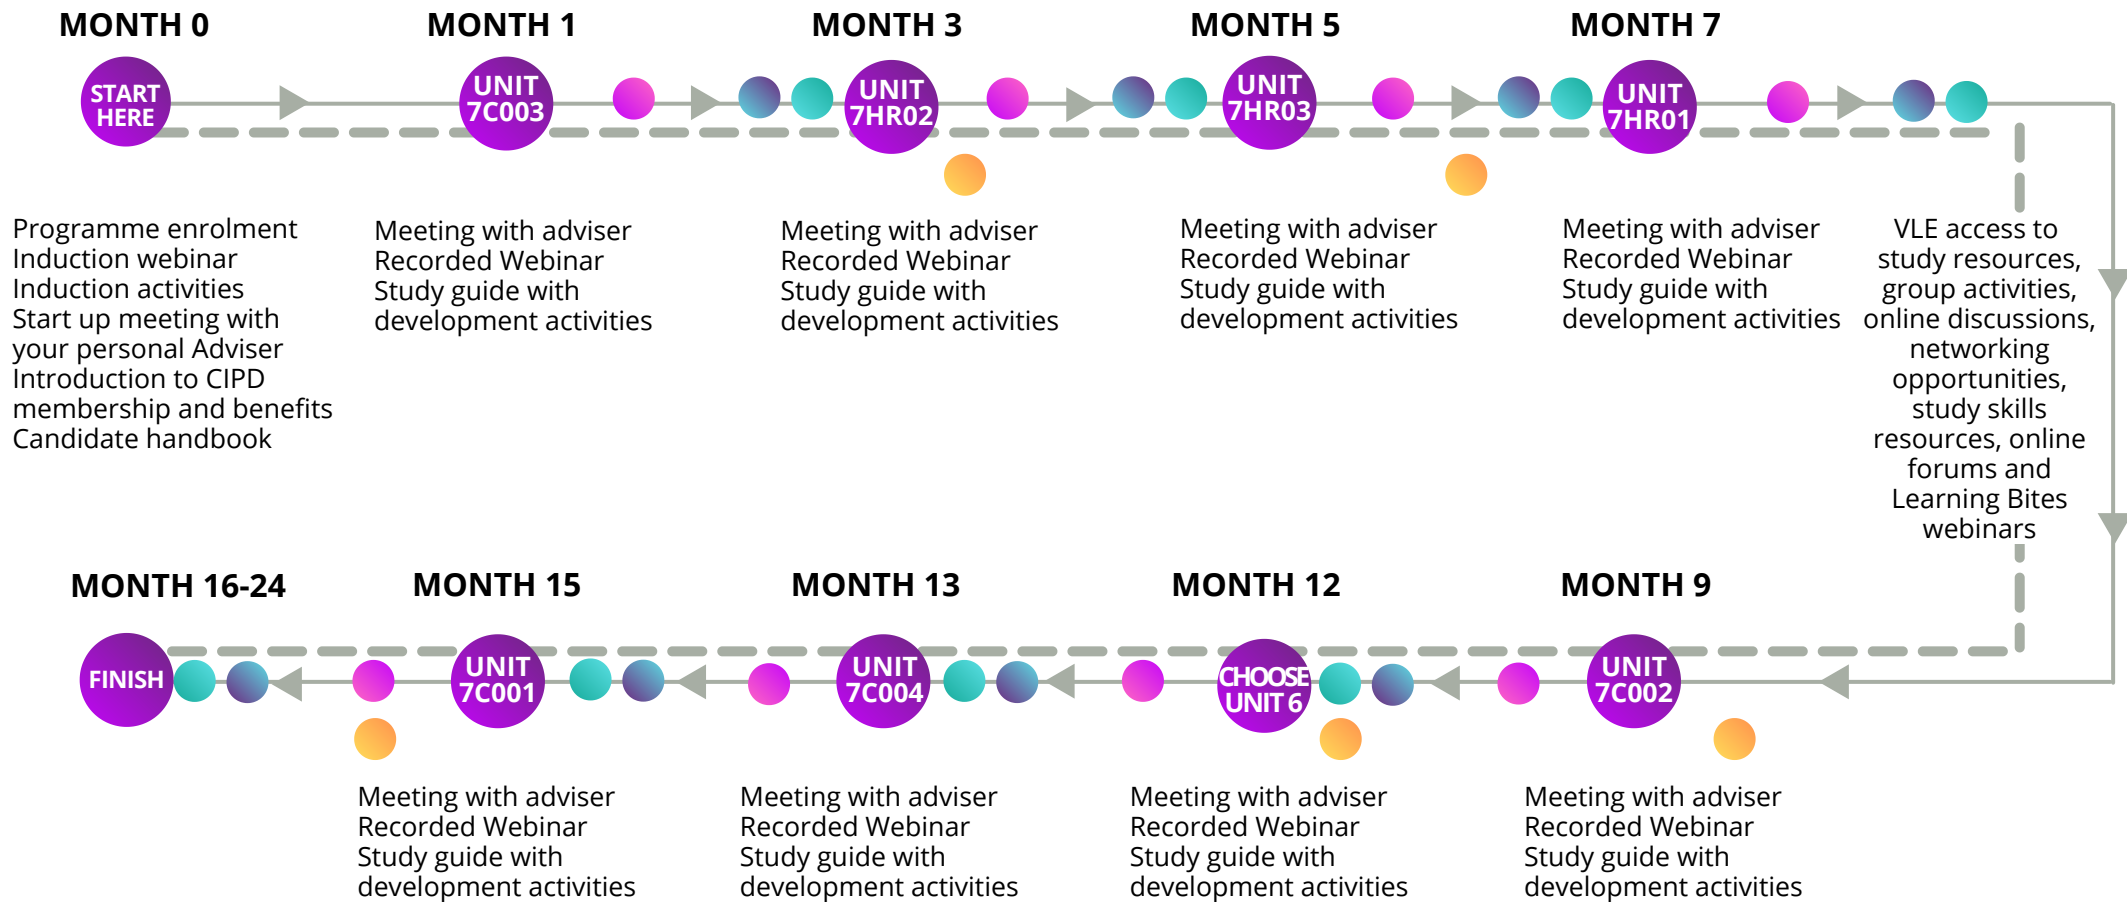 MONTH 0
START
HERE
Programme enrolment
Induction webinar
Induction activities
Start up meeting with
your personal Adviser
Introduction to CIPD
membership and benefits
Candidate handbook
MONTH 1
UNIT
7C003
Meeting with adviser
Recorded Webinar
Study guide with
development activities
MONTH 3
UNIT
7HR02
Meeting with adviser
Recorded Webinar
Study guide with
development activities
MONTH 5
UNIT
7HR03
Meeting with adviser
Recorded Webinar
Study guide with
development activities
MONTH 7
UNIT
7HR01
Meeting with adviser
Recorded Webinar
Study guide with
development activities
VLE access to
study resources,
group activities,
online discussions,
networking
opportunities,
study skills
resources, online
forums and
Learning Bites
webinars
MONTH 9
UNIT
7C002
Meeting with adviser
Recorded Webinar
Study guide with
development activities
MONTH 12
CHOOSE
UNIT 6
Meeting with adviser
Recorded Webinar
Study guide with
development activities
MONTH 13
UNIT
7C004
Meeting with adviser
Recorded Webinar
Study guide with
development activities
MONTH 15
UNIT
7C001
Meeting with adviser
Recorded Webinar
Study guide with
development activities
MONTH 16-24
FINISH